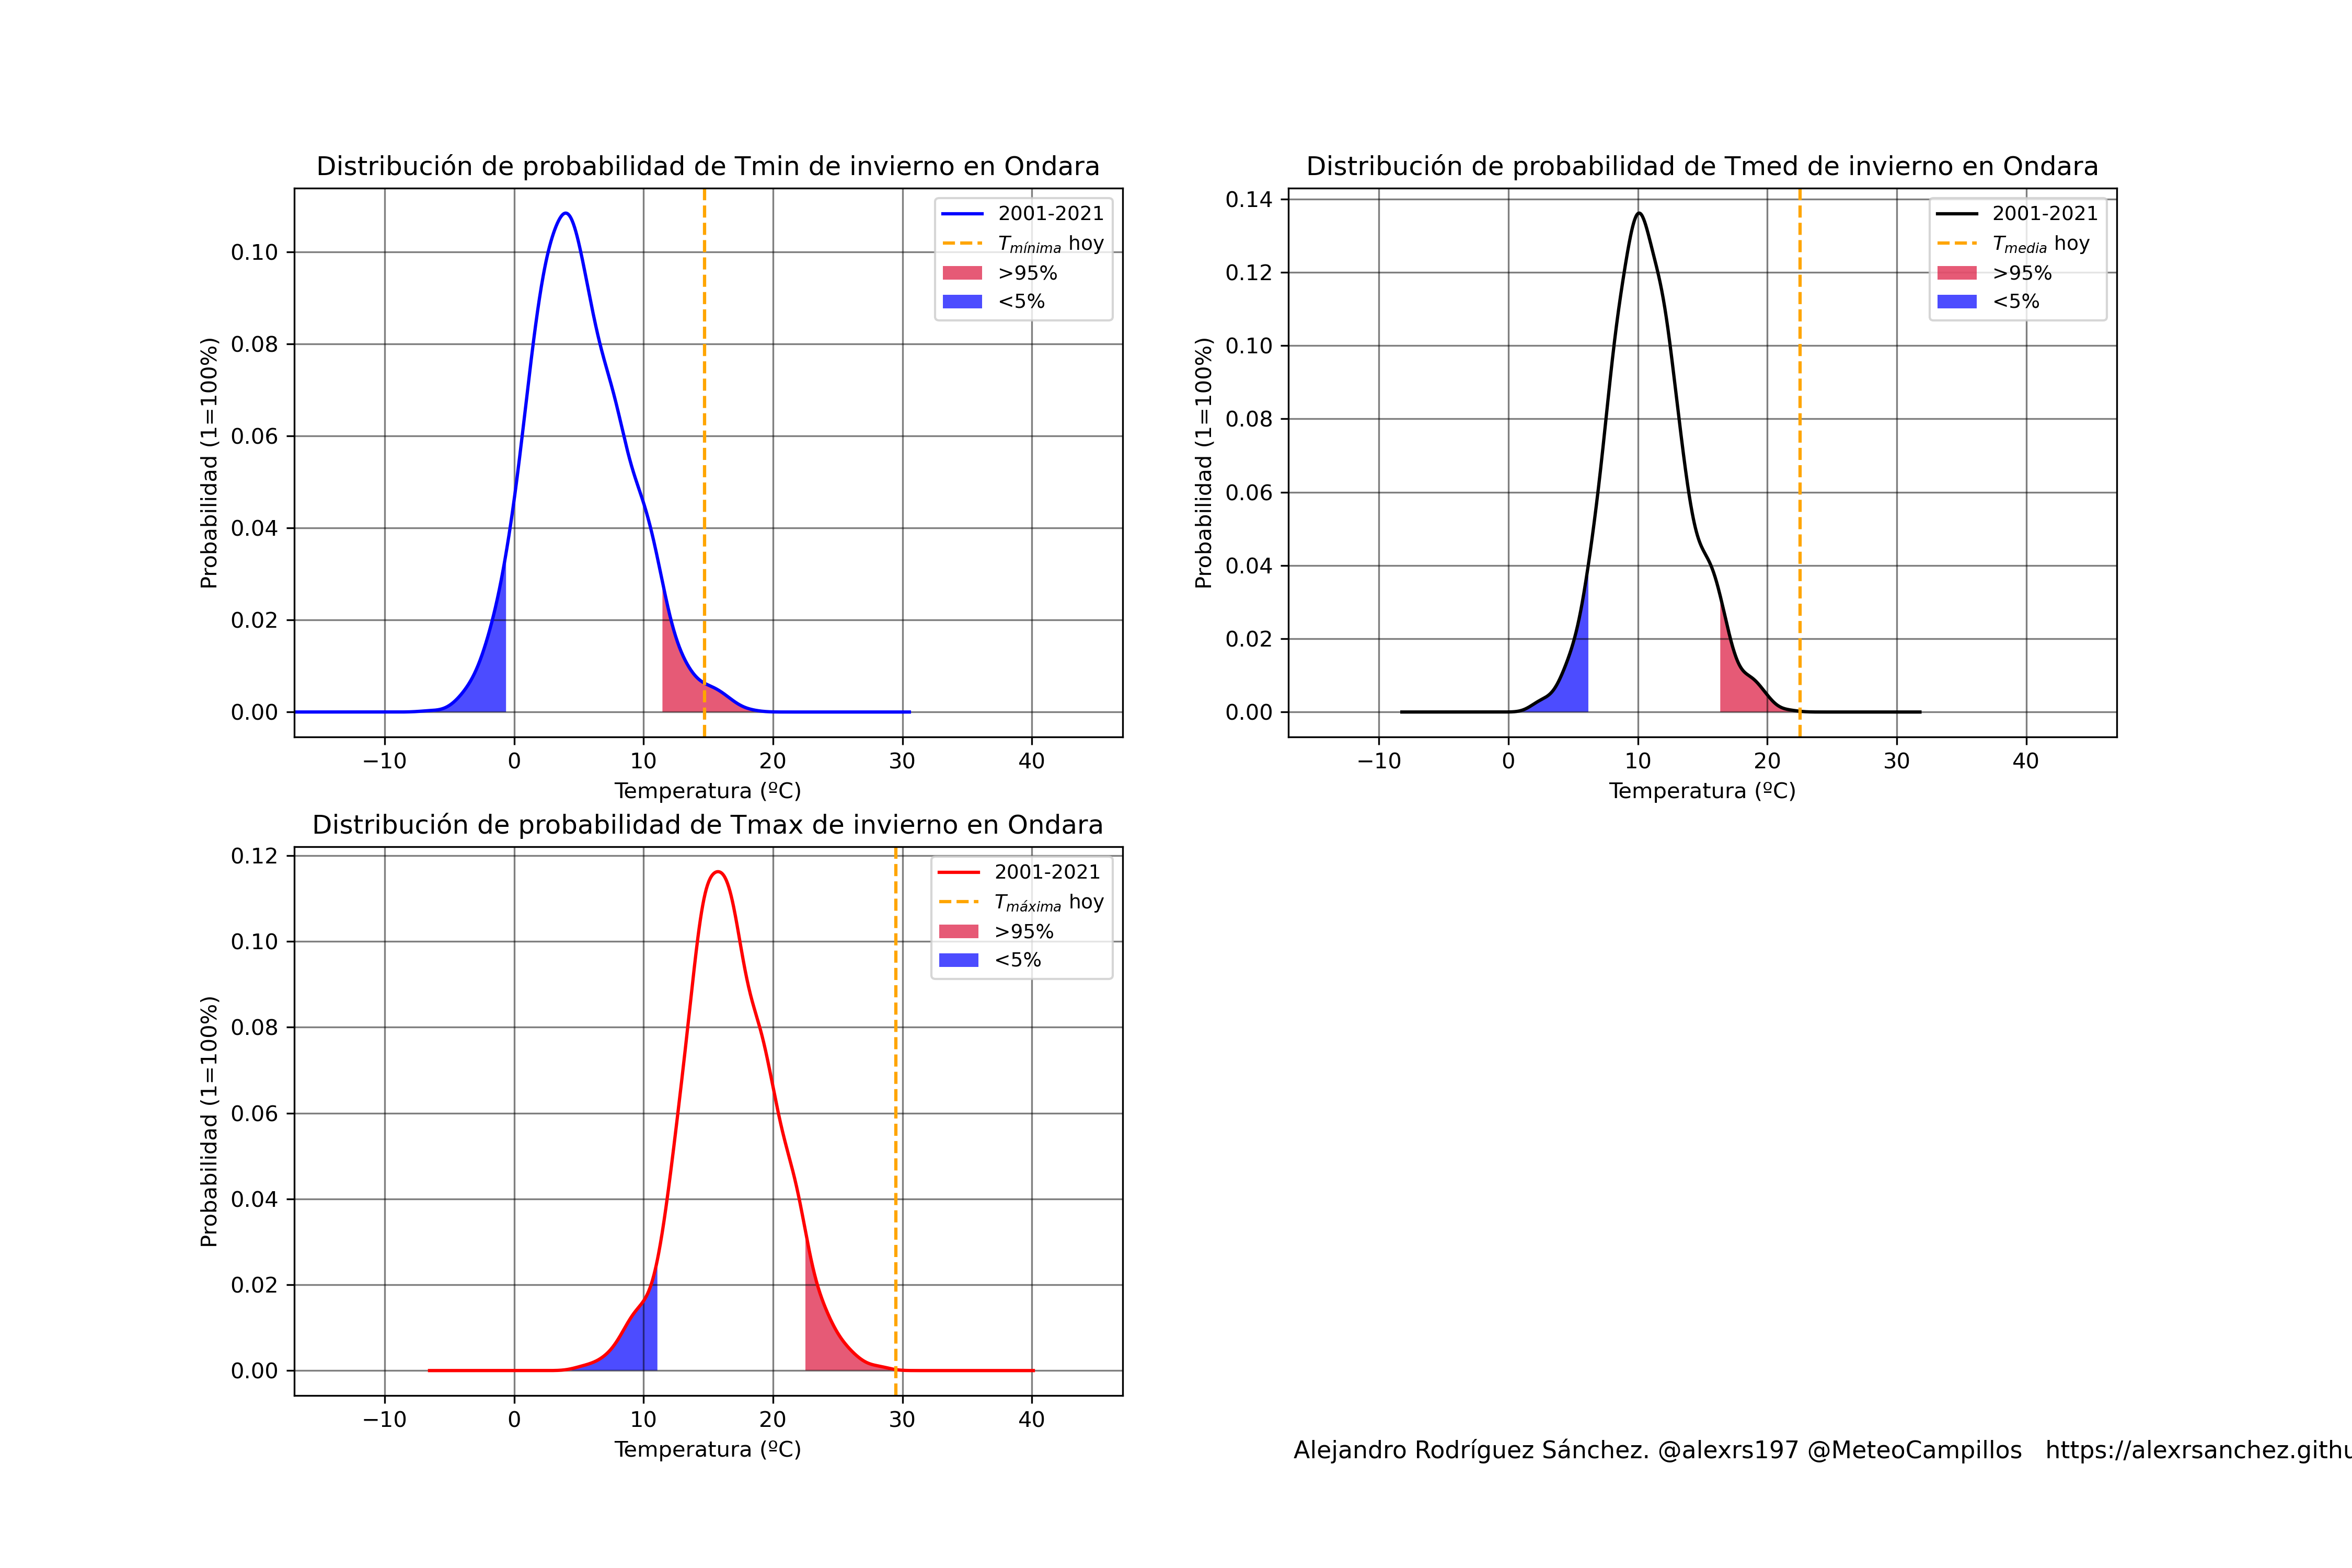 Distribución de probabilidad de Tmin de invierno en Ondara
Probabilidad (1=100%)
0.10
0.08
0.06
0.04
0.02
0.00
−10 0 10 20 30 40
Temperatura (ºC)
2001-2021
Tmínima hoy
>95%
<5%
Distribución de probabilidad de Tmed de invierno en Ondara
Probabilidad (1=100%)
0.14
0.12
0.10
0.08
0.06
0.04
0.02
0.00
−10 0 10 20 30 40
Temperatura (ºC)
2001-2021
Tmedia hoy
>95%
<5%
Distribución de probabilidad de Tmax de invierno en Ondara
Probabilidad (1=100%)
0.12
0.10
0.08
0.06
0.04
0.02
0.00
−10 0 10 20 30 40
Temperatura (ºC)
2001-2021
Tmáxima hoy
>95%
<5%
Alejandro Rodríguez Sánchez. @alexrs197 @MeteoCampillos https://alexrsanchez.githu